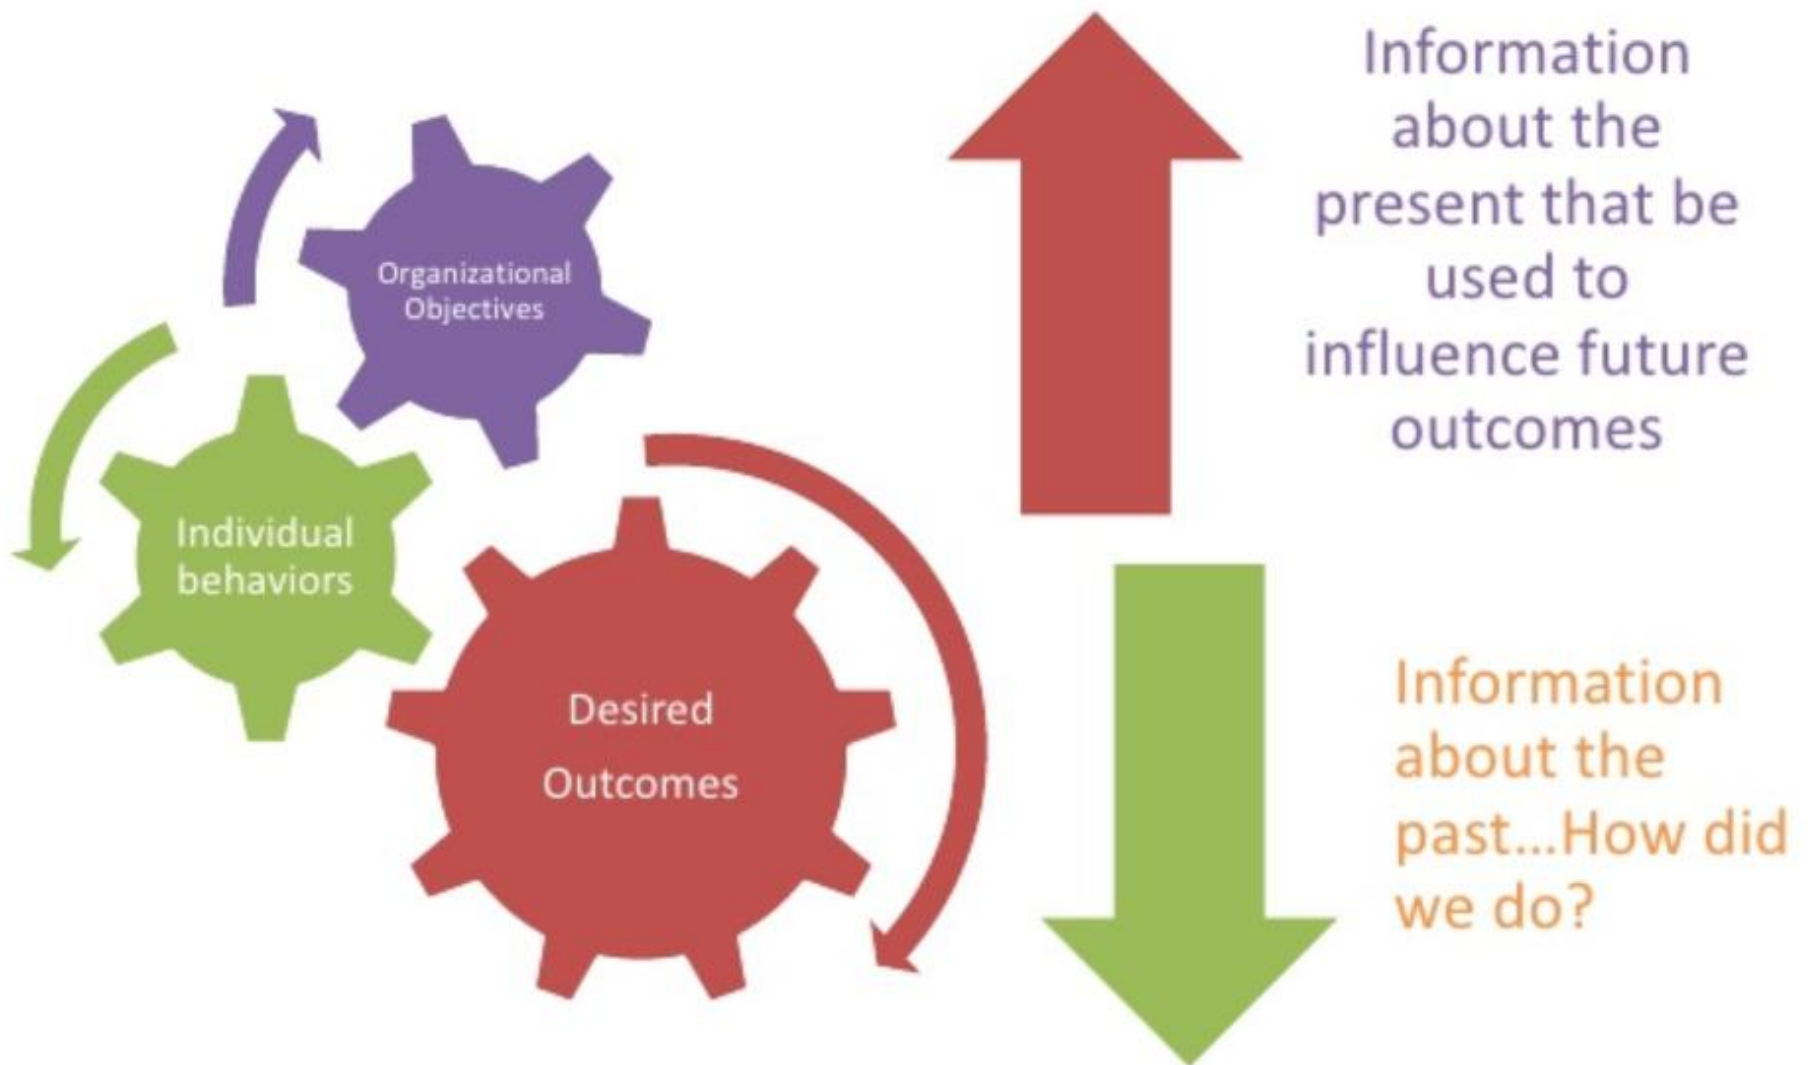 Organizational
Objectives
Individual
behaviors
Desired
Outcomes
Information
about the
present that be
used to
influence future
outcomes
Information
about the
past...How did
we do?